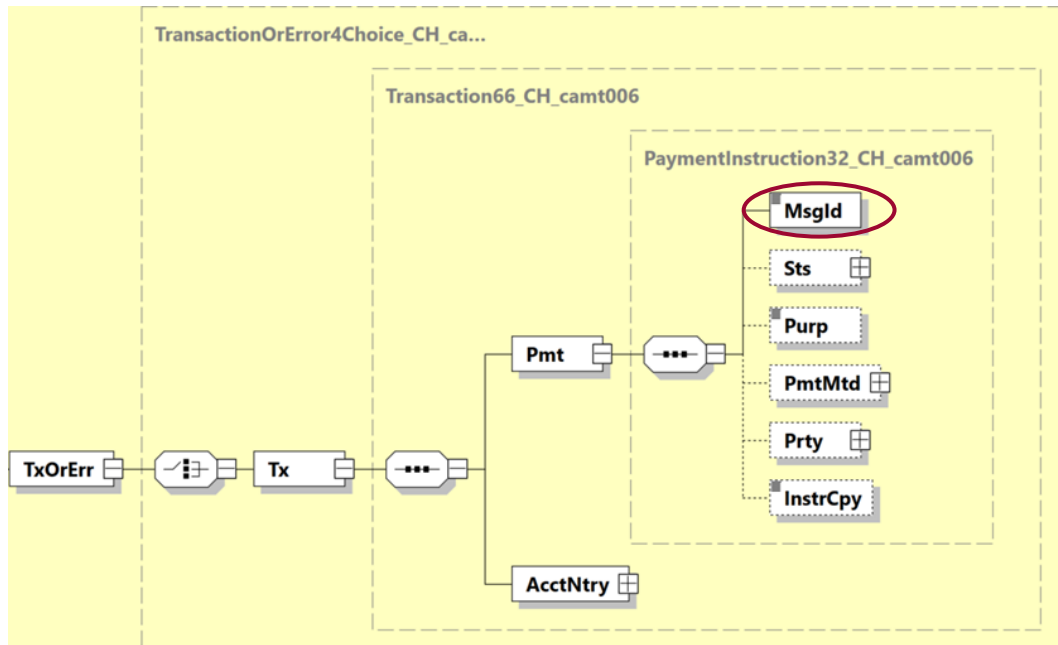 TransactionOrError4Choice_CH_ca...
Transaction66_CH_camt006
PaymentInstruction32_CH_camt006
MsgId
Sts
Purp
Pmt
PmtMtd
Prty
TxOrErr
Tx
InstrCpy
AcctNtry